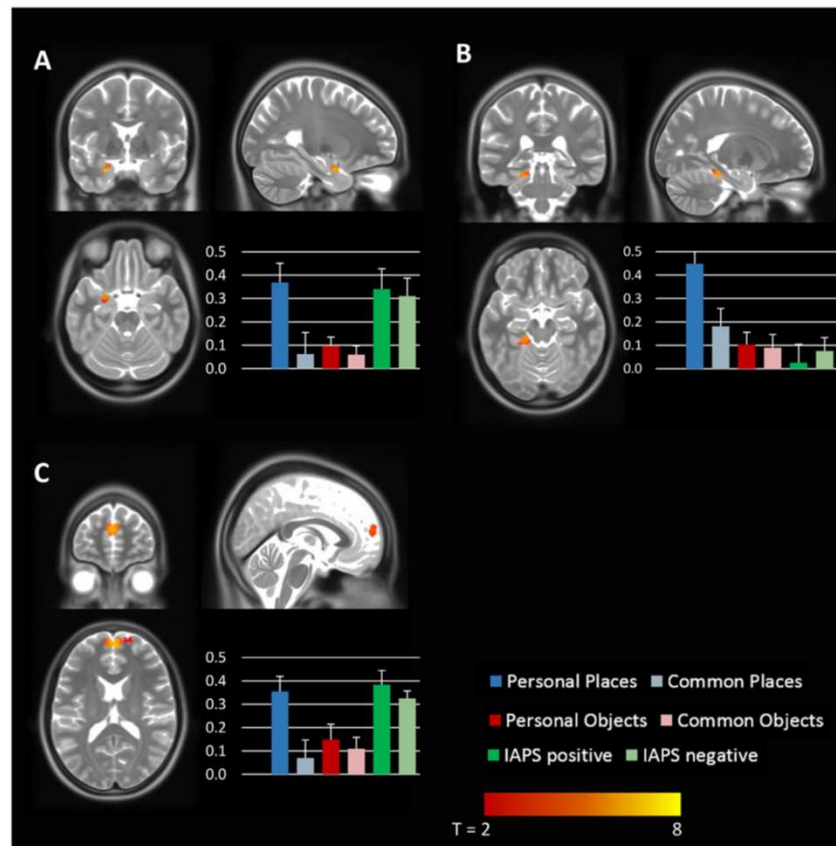 A
B
0.5
0.4
0.3
0.2
0.1
0.0
0.5
0.4
0.3
0.2
0.1
0.0
C
0.5
0.4
0.3
0.2
0.1
0.0
Personal Places Common Places
Personal Objects Common Objects
IAPS positive IAPS negative
T = 2 8